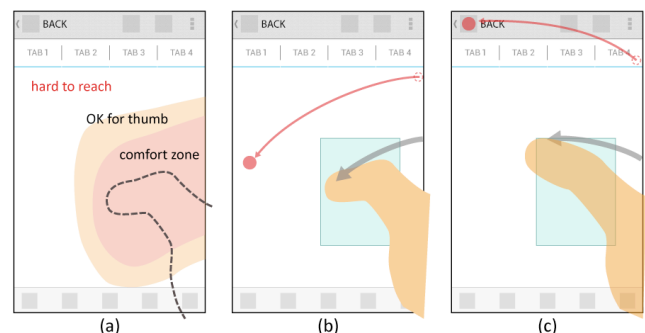 BACK
TAB 1 TAB 2 TAB 3 TAB 4
hard to reach
OK for thumb
comfort zone
(a)
BACK
TAB 1 TAB 2 TAB 3 TAB 4
(b)
BACK
TAB 1 TAB 2 TAB 3 TAB 4
(c)